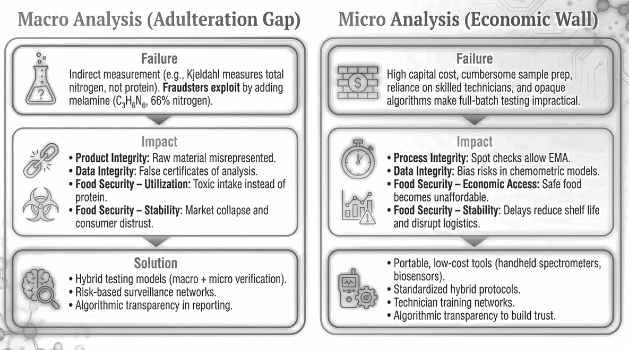 Macro Analysis (Adulteration Gap)
Failure
Indirect measurement (e.g., Kjeldahl measures total
nitrogen, not protein). Fraudsters exploit by adding
melamine (C₃H₆N₆, 66% nitrogen).
?
Impact
• Product Integrity: Raw material misrepresented.
• Data Integrity: False certificates of analysis.
• Food Security – Utilization: Toxic intake instead of
protein.
• Food Security – Stability: Market collapse and
consumer distrust.
Solution
• Hybrid testing models (macro + micro verification).
• Risk-based surveillance networks.
• Algorithmic transparency in reporting.
Micro Analysis (Economic Wall)
Failure
High capital cost, cumbersome sample prep,
reliance on skilled technicians, and opaque
algorithms make full-batch testing impractical.
$
Impact
• Process Integrity: Spot checks allow EMA.
• Data Integrity: Bias risks in chemometric models.
• Food Security – Economic Access: Safe food
becomes unaffordable.
• Food Security – Stability: Delays reduce shelf life
and disrupt logistics.
• Portable, low-cost tools (handheld spectrometers,
biosensors).
• Standardized hybrid protocols.
• Technician training networks.
• Algorithmic transparency to build trust.